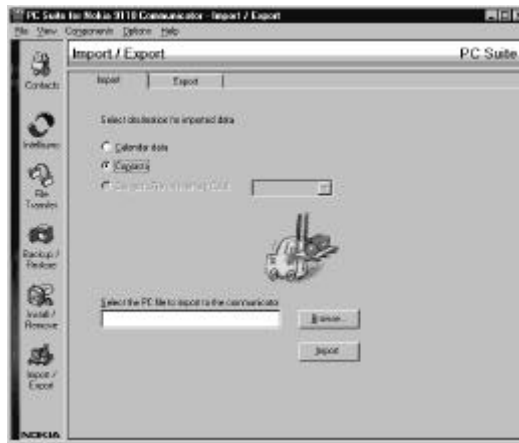 PC Suite for Nokia 9110 Communicator - Import / Export
File View Components Options Help
Import / Export
PC Suite
Contacts
Intellisync
File
Transfer
Backup /
Restore
Install /
Remove
Import /
Export
NOKIA
Import
Export
Select destination for imported data
Calendar data
Contacts
Select the PC file to import to the communicator
Browse...
Import